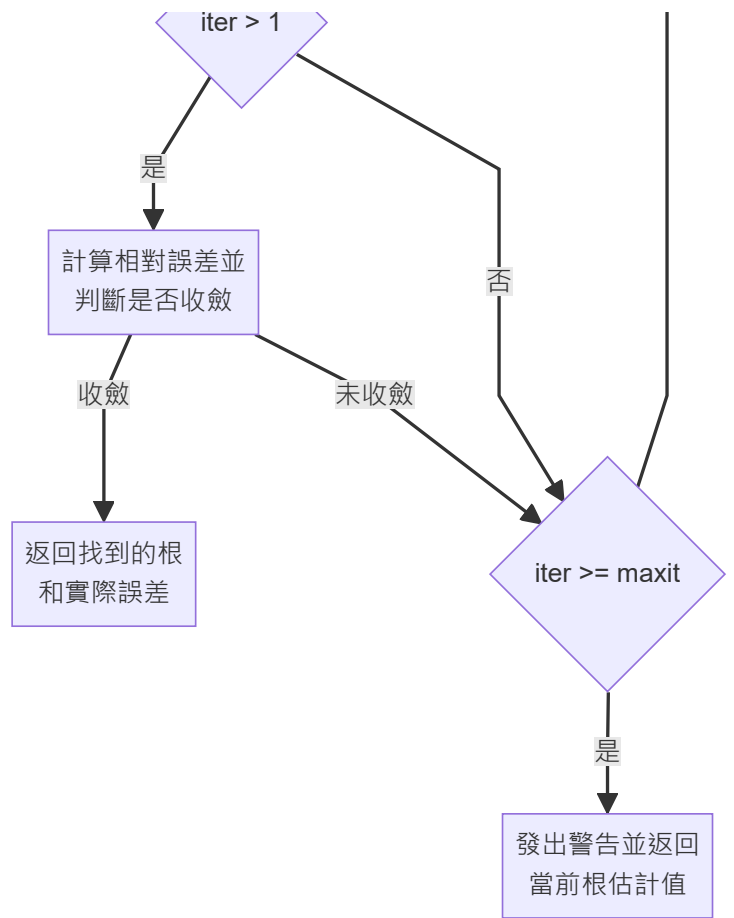 iter > 1
是
計算相對誤差並
判斷是否收斂
否
收斂
未收斂
返回找到的根
和實際誤差
iter >= maxit
是
發出警告並返回
當前根估計值